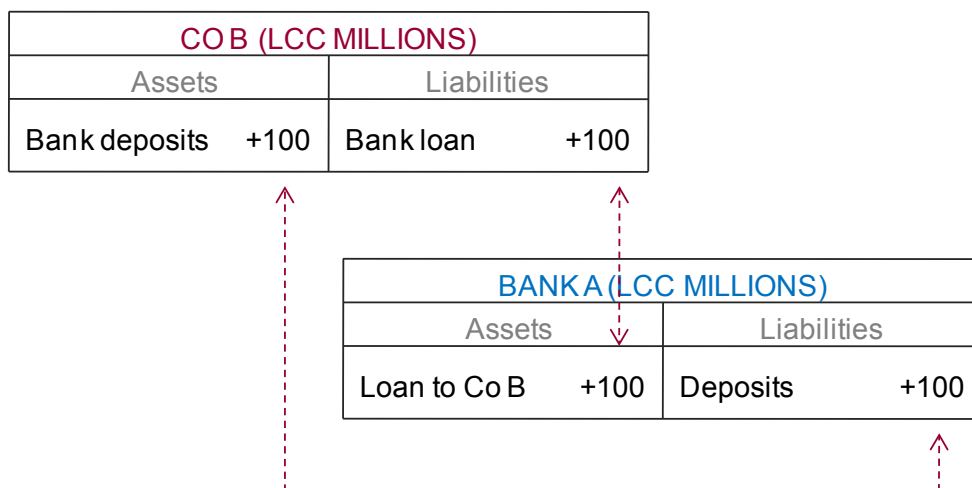 CO B (LCC MILLIONS)
Assets Liabilities
Bank deposits +100 Bank loan +100
BANK A (LCC MILLIONS)
Assets Liabilities
Loan to Co B +100 Deposits +100